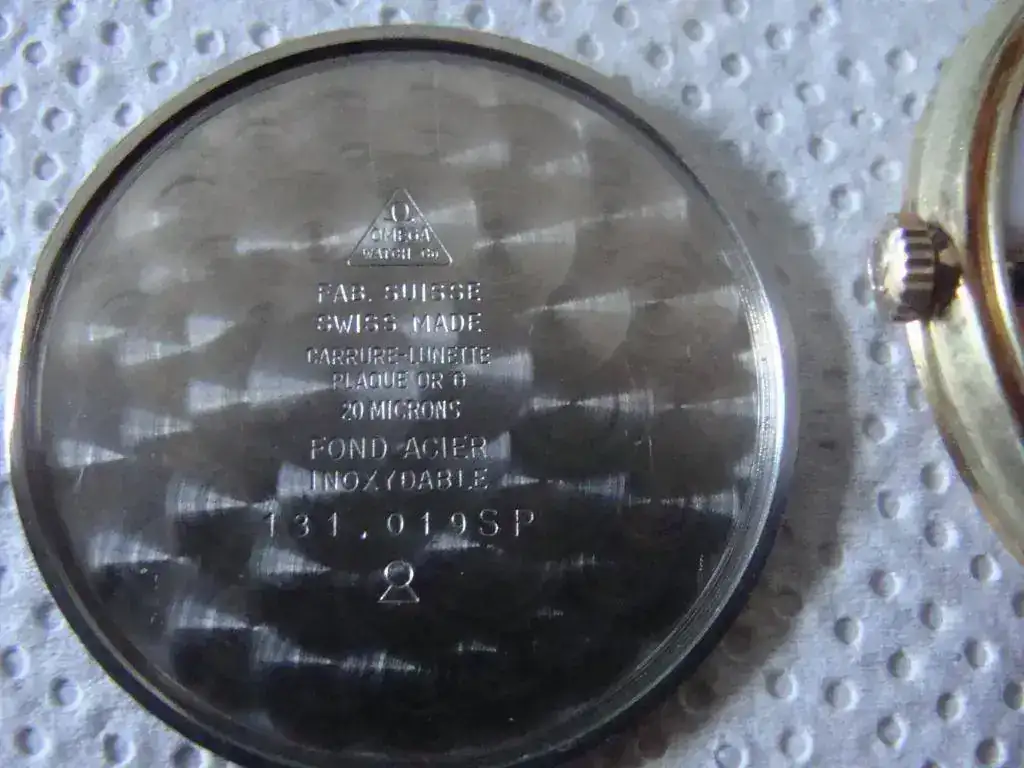 Ω
OMEGA
WATCH Co
FAB. SUISSE
SWISS MADE
CARRURE-LUNETTE
PLAQUE OR G
20 MICRONS
FOND ACIER
INOXYDABLE
131.019SP